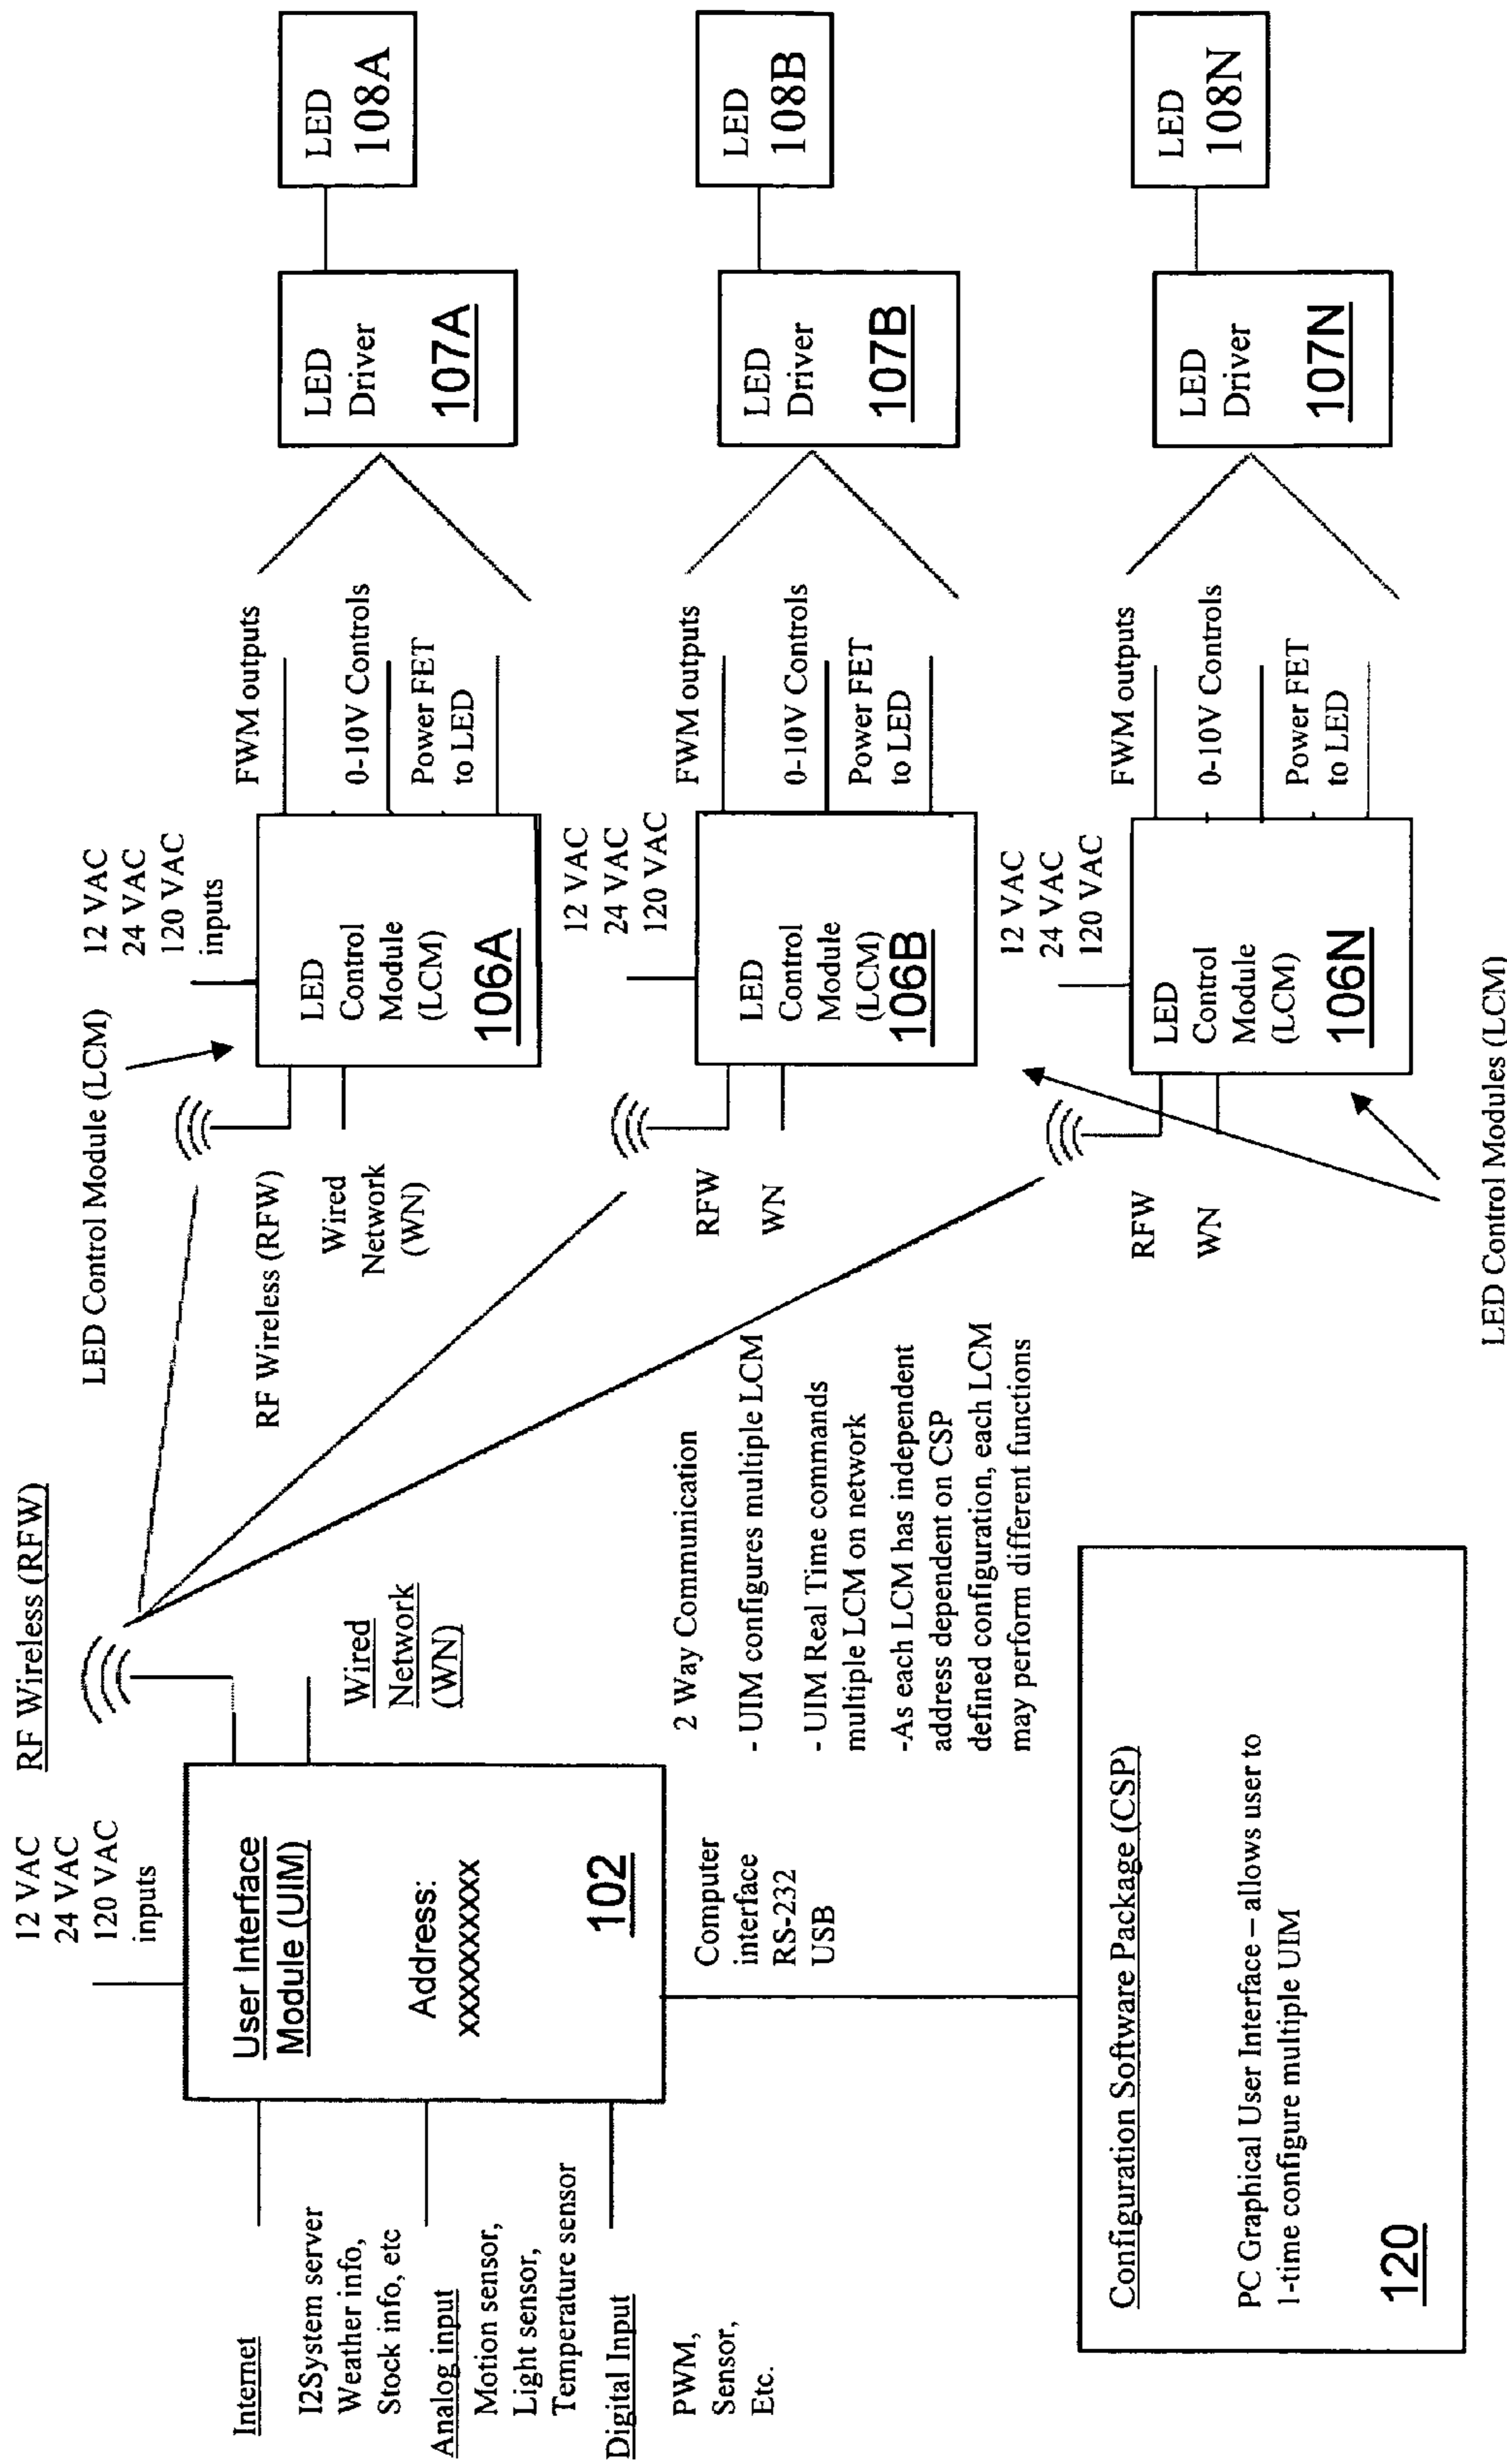 12 VAC
24 VAC
120 VAC
inputs
RF Wireless (RFW)
User Interface
Module (UIM)
Address:
xxxxxxxxx
102
Wired
Network
(WN)
Internet
I2System server
Weather info,
Stock info, etc
Analog input
Motion sensor,
Light sensor,
Temperature sensor
Digital Input
PWM,
Sensor,
Etc.
Computer
interface
RS-232
USB
2 Way Communication
- UIM configures multiple LCM
- UIM Real Time commands
multiple LCM on network
-As each LCM has independent
address dependent on CSP
defined configuration, each LCM
may perform different functions
Configuration Software Package (CSP)
PC Graphical User Interface – allows user to
1-time configure multiple UIM
120
LED Control Module (LCM)
RF Wireless (RFW)
Wired
Network
(WN)
12 VAC
24 VAC
120 VAC
inputs
LED
Control
Module
(LCM)
106A
FWM outputs
0-10V Controls
Power FET
to LED
LED
Driver
107A
LED
108A
RFW
WN
12 VAC
24 VAC
120 VAC
LED
Control
Module
(LCM)
106B
FWM outputs
0-10V Controls
Power FET
to LED
LED
Driver
107B
LED
108B
RFW
WN
12 VAC
24 VAC
120 VAC
LED
Control
Module
(LCM)
106N
FWM outputs
0-10V Controls
Power FET
to LED
LED
Driver
107N
LED
108N
LED Control Modules (LCM)